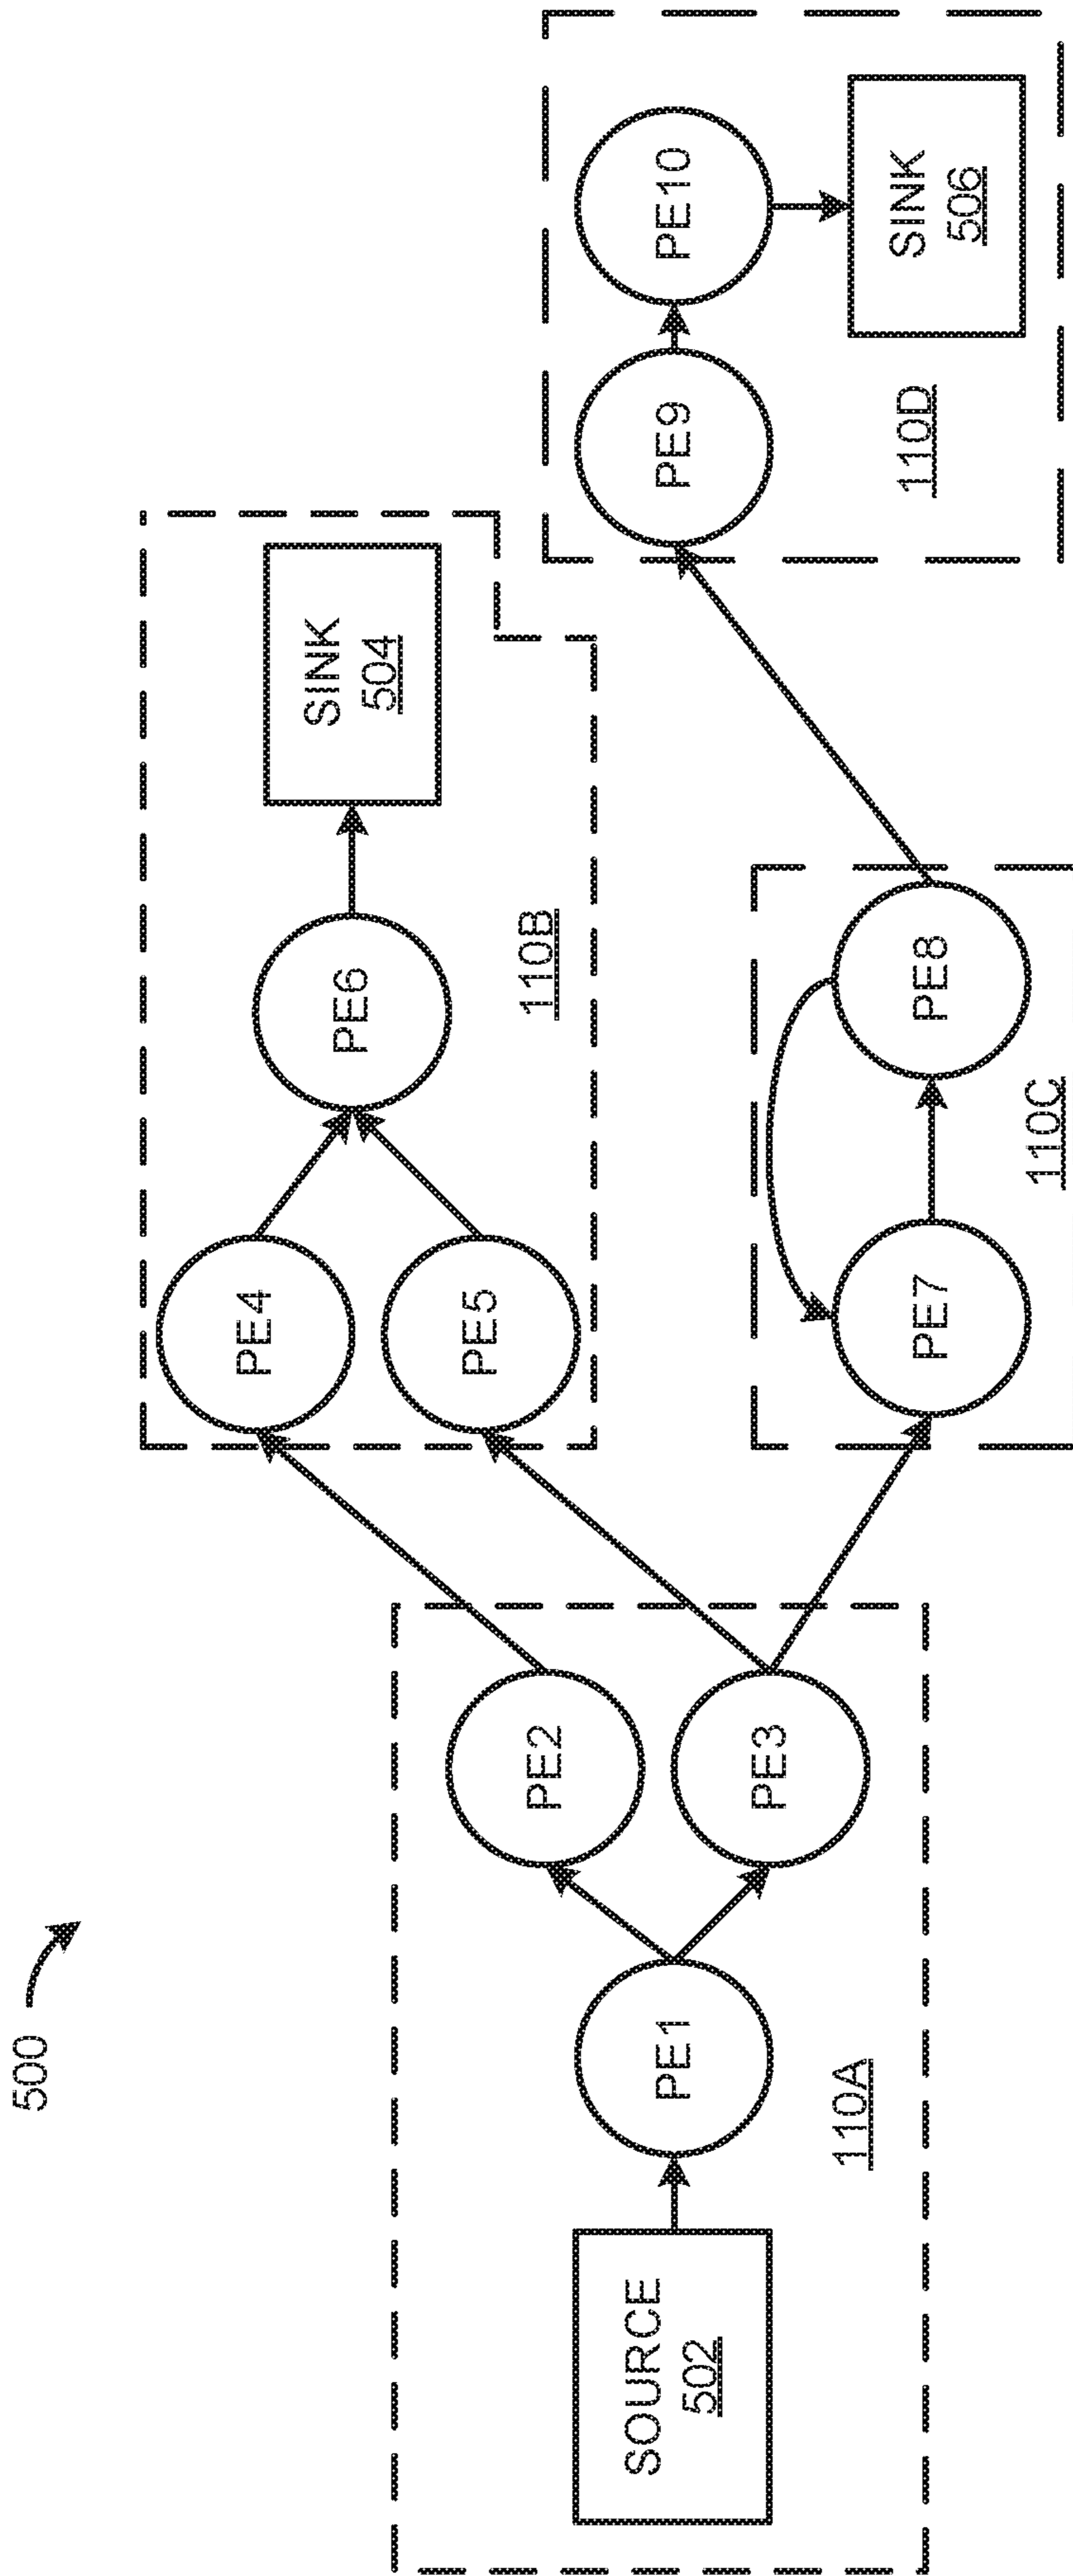 500
SOURCE
502
PE1
110A
PE2
PE3
PE4
PE5
PE6
SINK
504
110B
PE7
PE8
110C
PE9
PE10
SINK
506
110D